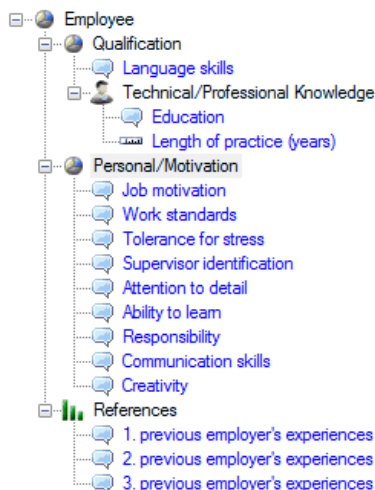 Employee
Qualification
Language skills
Technical/Professional Knowledge
Education
Length of practice (years)
Personal/Motivation
Job motivation
Work standards
Tolerance for stress
Supervisor identification
Attention to detail
Ability to learn
Responsibility
Communication skills
Creativity
References
1. previous employer's experiences
2. previous employer's experiences
3. previous employer's experiences